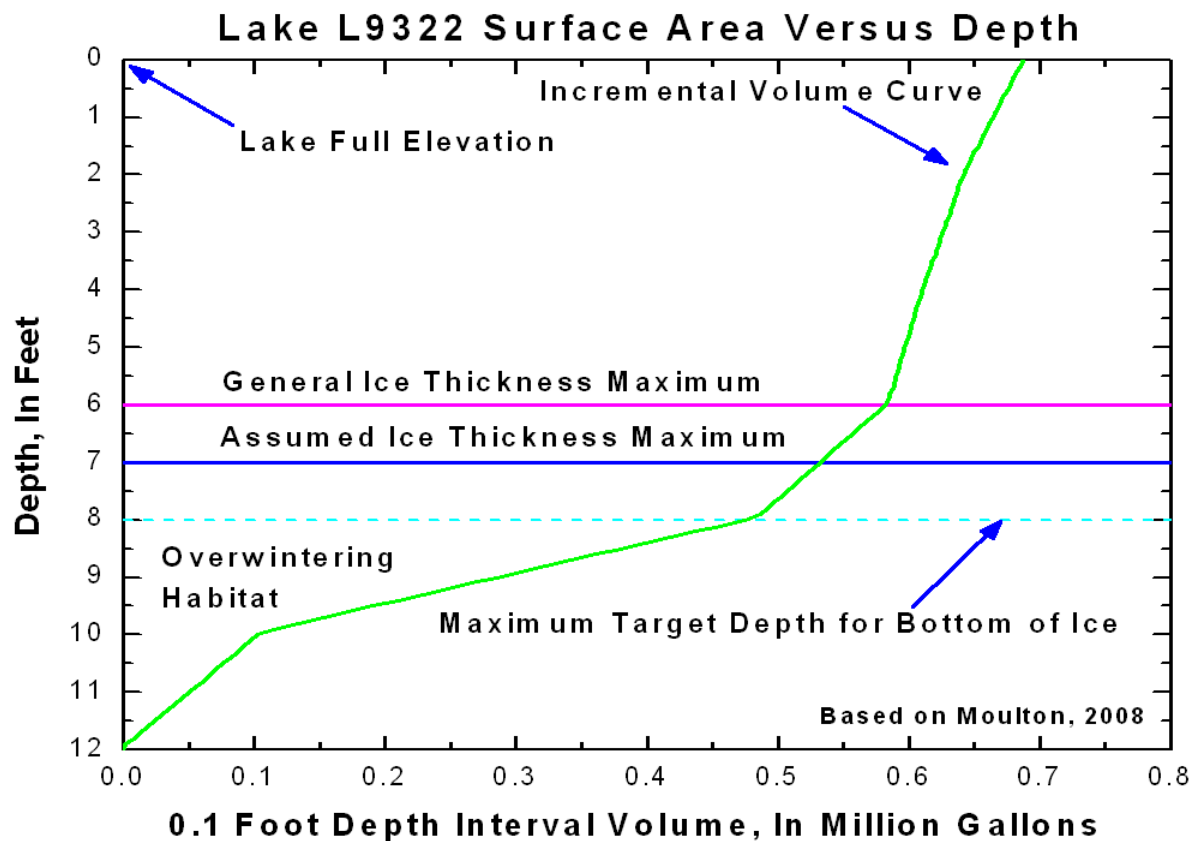 Lake L9322 Surface Area Versus Depth
0
1
2
3
4
5
6
7
8
9
10
11
12
Depth, In Feet
Incremental Volume Curve
Lake Full Elevation
General Ice Thickness Maximum
Assumed Ice Thickness Maximum
Overwintering
Habitat
Maximum Target Depth for Bottom of Ice
Based on Moulton, 2008
0.0 0.1 0.2 0.3 0.4 0.5 0.6 0.7 0.8
0.1 Foot Depth Interval Volume, In Million Gallons